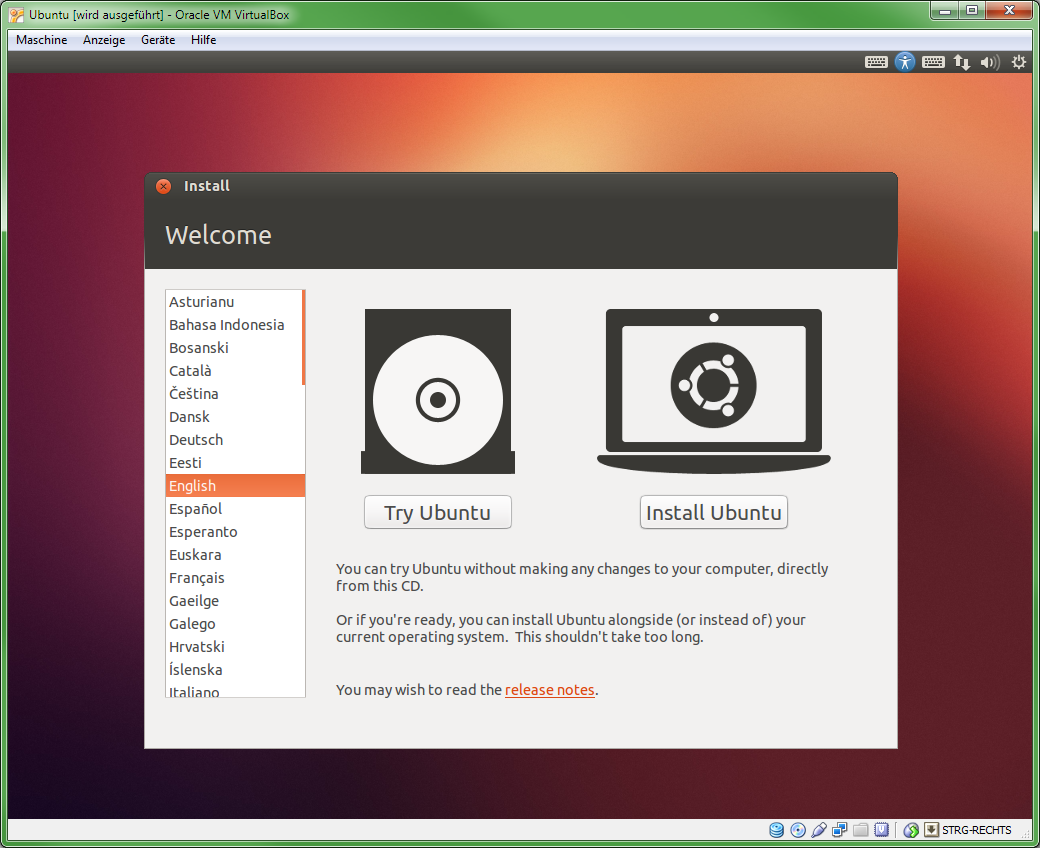 Ubuntu [wird ausgeführt] - Oracle VM VirtualBox
Maschine Anzeige Geräte Hilfe
Install
Welcome
Asturianu
Bahasa Indonesia
Bosanski
Català
Čeština
Dansk
Deutsch
Eesti
English
Español
Esperanto
Euskara
Français
Gaeilge
Galego
Hrvatski
Íslenska
Italiano
Try Ubuntu
Install Ubuntu
You can try Ubuntu without making any changes to your computer, directly
from this CD.
Or if you're ready, you can install Ubuntu alongside (or instead of) your
current operating system.  This shouldn't take too long.
You may wish to read the release notes.
STRG-RECHTS